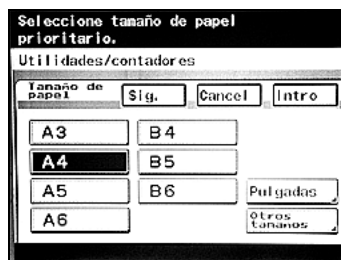 Seleccione tamaño de papel
prioritario.
Utilidades/contadores
Tamaño de
papel
Sig.
Cancel
Intro
A3
B4
A4
B5
A5
B6
Pulgadas
A6
Otros
tamaños